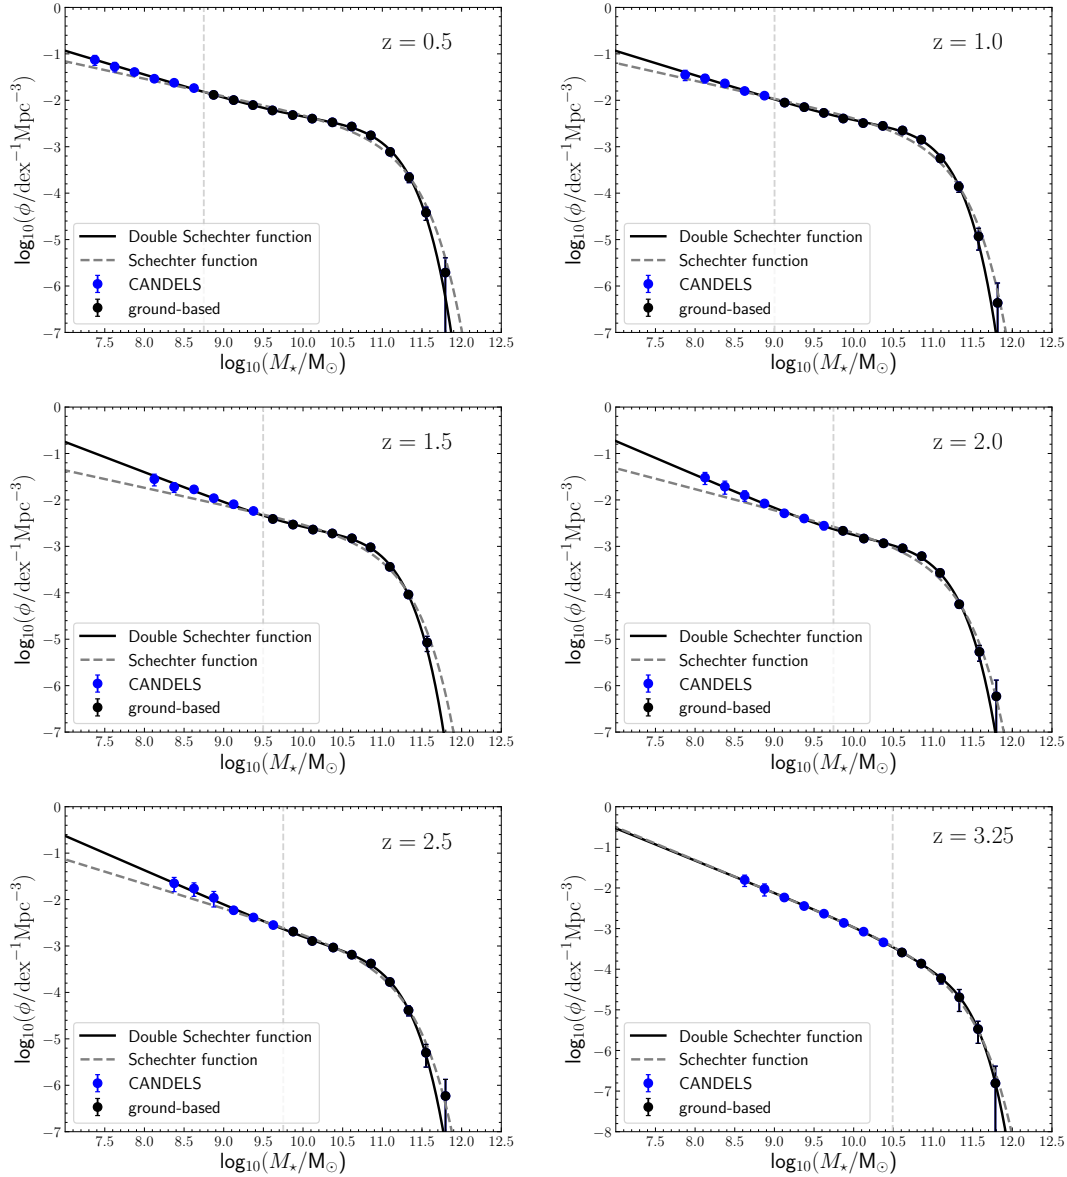 z = 0.5
log₁₀(ϕ/dex⁻¹Mpc⁻³)
0
−1
−2
−3
−4
−5
−6
−7
Double Schechter function
Schechter function
CANDELS
ground-based
7.5 8.0 8.5 9.0 9.5 10.0 10.5 11.0 11.5 12.0 12.5
log₁₀(M⋆/M☉)
z = 1.0
log₁₀(ϕ/dex⁻¹Mpc⁻³)
0
−1
−2
−3
−4
−5
−6
−7
Double Schechter function
Schechter function
CANDELS
ground-based
7.5 8.0 8.5 9.0 9.5 10.0 10.5 11.0 11.5 12.0 12.5
log₁₀(M⋆/M☉)
z = 1.5
log₁₀(ϕ/dex⁻¹Mpc⁻³)
0
−1
−2
−3
−4
−5
−6
−7
Double Schechter function
Schechter function
CANDELS
ground-based
7.5 8.0 8.5 9.0 9.5 10.0 10.5 11.0 11.5 12.0 12.5
log₁₀(M⋆/M☉)
z = 2.0
log₁₀(ϕ/dex⁻¹Mpc⁻³)
0
−1
−2
−3
−4
−5
−6
−7
Double Schechter function
Schechter function
CANDELS
ground-based
7.5 8.0 8.5 9.0 9.5 10.0 10.5 11.0 11.5 12.0 12.5
log₁₀(M⋆/M☉)
z = 2.5
log₁₀(ϕ/dex⁻¹Mpc⁻³)
0
−1
−2
−3
−4
−5
−6
−7
Double Schechter function
Schechter function
CANDELS
ground-based
7.5 8.0 8.5 9.0 9.5 10.0 10.5 11.0 11.5 12.0 12.5
log₁₀(M⋆/M☉)
z = 3.25
log₁₀(ϕ/dex⁻¹Mpc⁻³)
0
−1
−2
−3
−4
−5
−6
−7
−8
Double Schechter function
Schechter function
CANDELS
ground-based
7.5 8.0 8.5 9.0 9.5 10.0 10.5 11.0 11.5 12.0 12.5
log₁₀(M⋆/M☉)